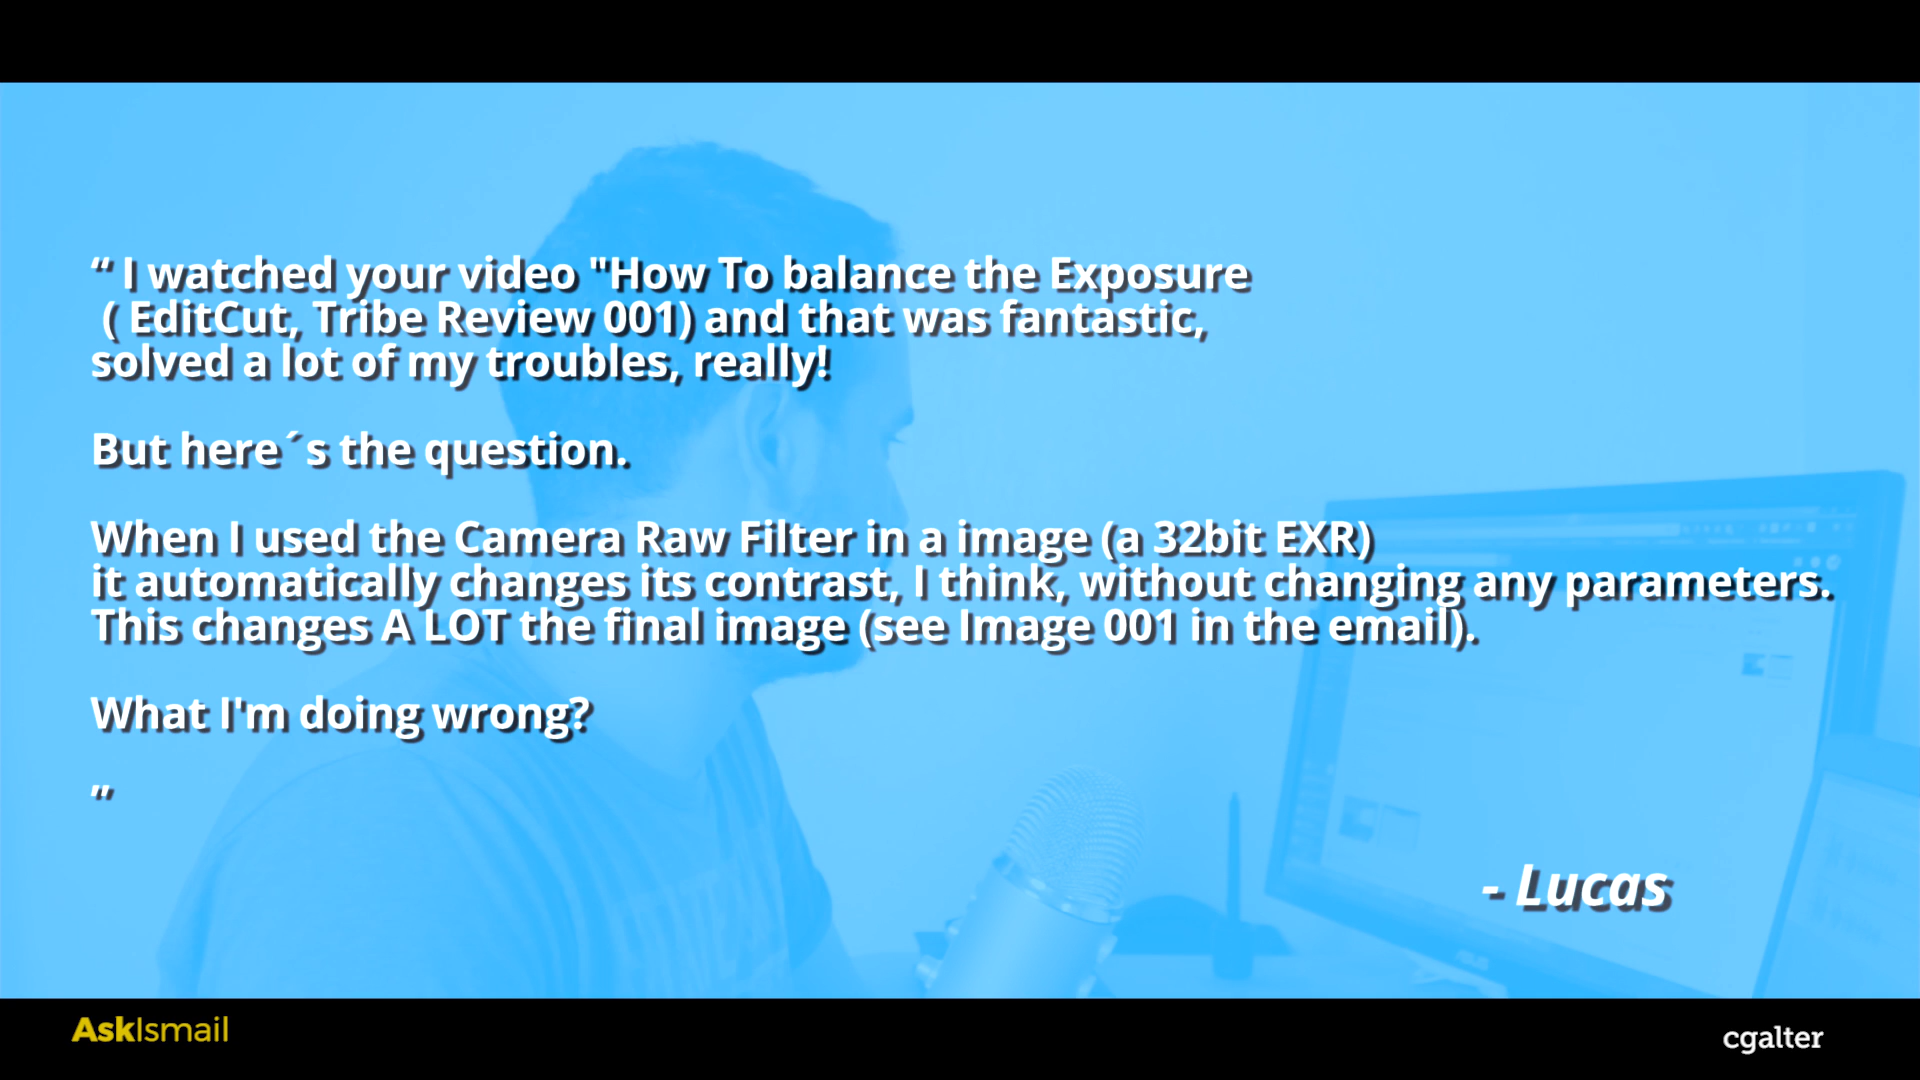 “ I watched your video "How To balance the Exposure
( EditCut, Tribe Review 001) and that was fantastic,
solved a lot of my troubles, really!
But here´s the question.
When I used the Camera Raw Filter in a image (a 32bit EXR)
it automatically changes its contrast, I think, without changing any parameters.
This changes A LOT the final image (see Image 001 in the email).
What I'm doing wrong?
”
- Lucas
AskIsmail
cgalter